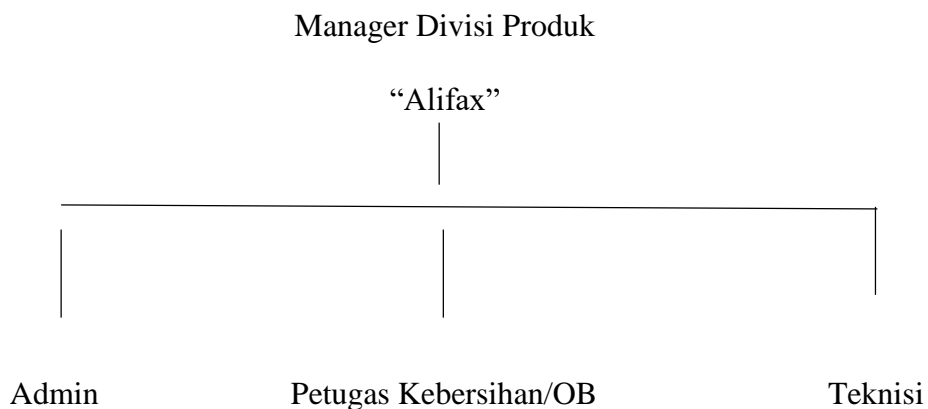 Manager Divisi Produk
“Alifax”
Admin Petugas Kebersihan/OB Teknisi